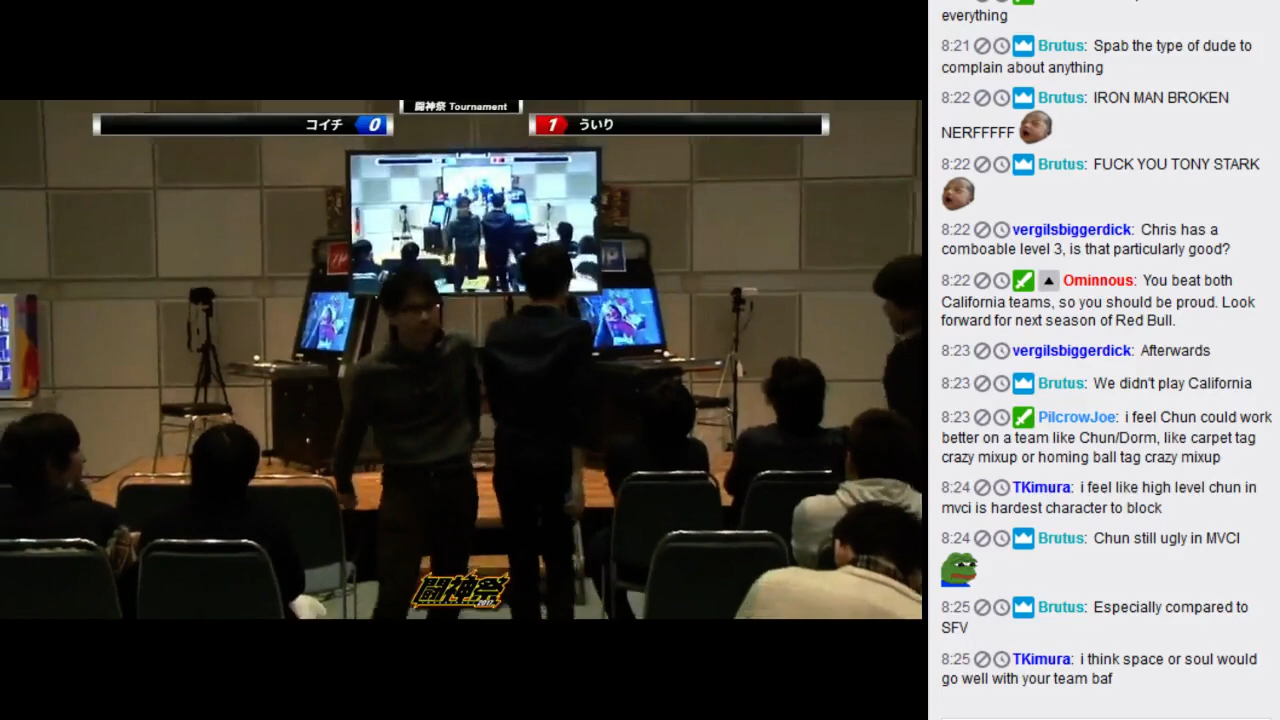 闘神祭 Tournament
コイチ 0
1 ういり
1P
闘神祭
2017
everything
8:21 Brutus: Spab the type of dude to
complain about anything
8:22 Brutus: IRON MAN BROKEN
NERFFFFF
8:22 Brutus: FUCK YOU TONY STARK
8:22 vergilsbiggerdick: Chris has a
comboable level 3, is that particularly good?
8:22 Ominnous: You beat both
California teams, so you should be proud. Look
forward for next season of Red Bull.
8:23 vergilsbiggerdick: Afterwards
8:23 Brutus: We didn't play California
8:23 PilcrowJoe: i feel Chun could work
better on a team like Chun/Dorm, like carpet tag
crazy mixup or homing ball tag crazy mixup
8:24 TKimura: i feel like high level chun in
mvci is hardest character to block
8:24 Brutus: Chun still ugly in MVCI
8:25 Brutus: Especially compared to
SFV
8:25 TKimura: i think space or soul would
go well with your team baf